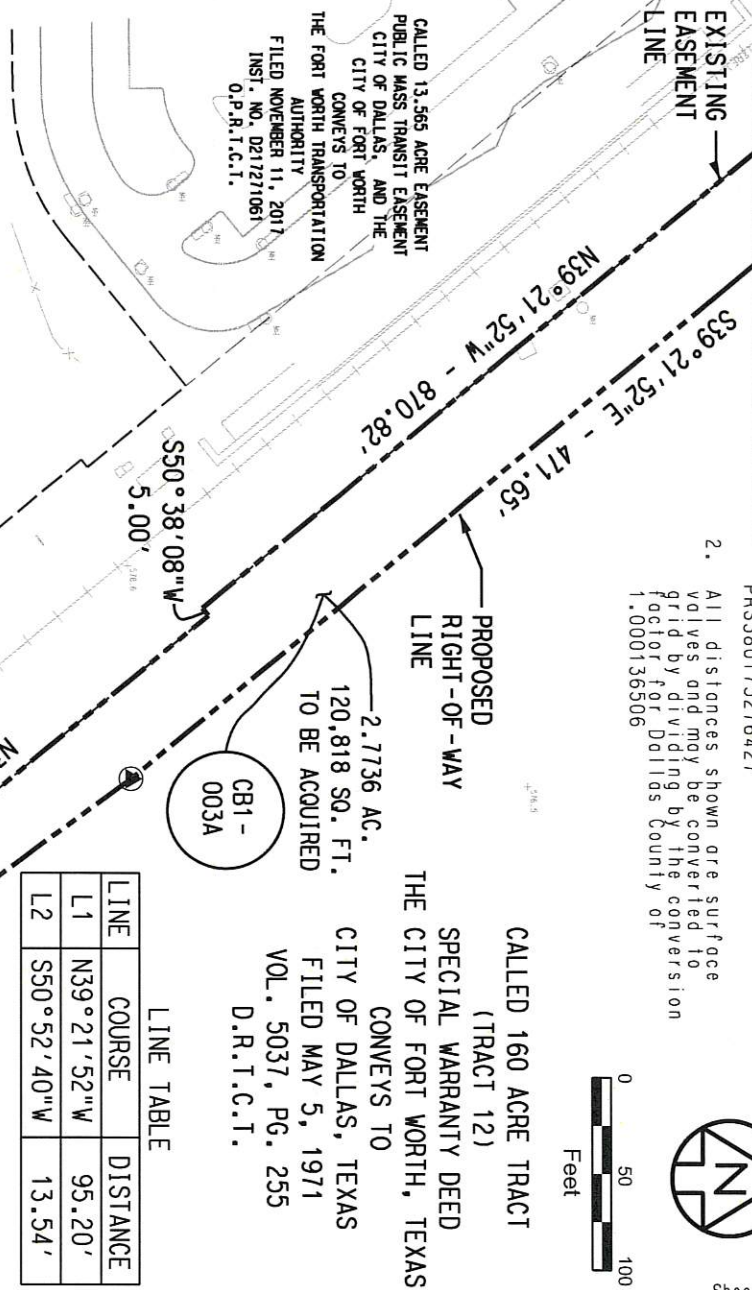 EXISTING
EASEMENT
LINE
CALLED 13.565 ACRE EASEMENT
PUBLIC MASS TRANSIT EASEMENT
CITY OF DALLAS, AND THE
CITY OF FORT WORTH
CONVEYS TO
THE FORT WORTH TRANSPORTATION
AUTHORITY
FILED NOVEMBER 11, 2017
INST. NO. D217271061
O.P.R.T.C.T.
N39°21'52"W - 870.82'
S39°21'52"E - 471.65'
S50°38'08"W
5.00'
2. All distances shown are surface
valves and may be converted to
grid by dividing by the conversion
factor for Dallas County of
1.000136506
PROPOSED
RIGHT-OF-WAY
LINE
2.7736 AC.
120,818 SQ. FT.
TO BE ACQUIRED
CB1-
003A
N
0 50 100
Feet
CALLED 160 ACRE TRACT
(TRACT 12)
SPECIAL WARRANTY DEED
THE CITY OF FORT WORTH, TEXAS
CONVEYS TO
CITY OF DALLAS, TEXAS
FILED MAY 5, 1971
VOL. 5037, PG. 255
D.R.T.C.T.
LINE TABLE
LINE COURSE DISTANCE
L1 N39°21'52"W 95.20'
L2 S50°52'40"W 13.54'